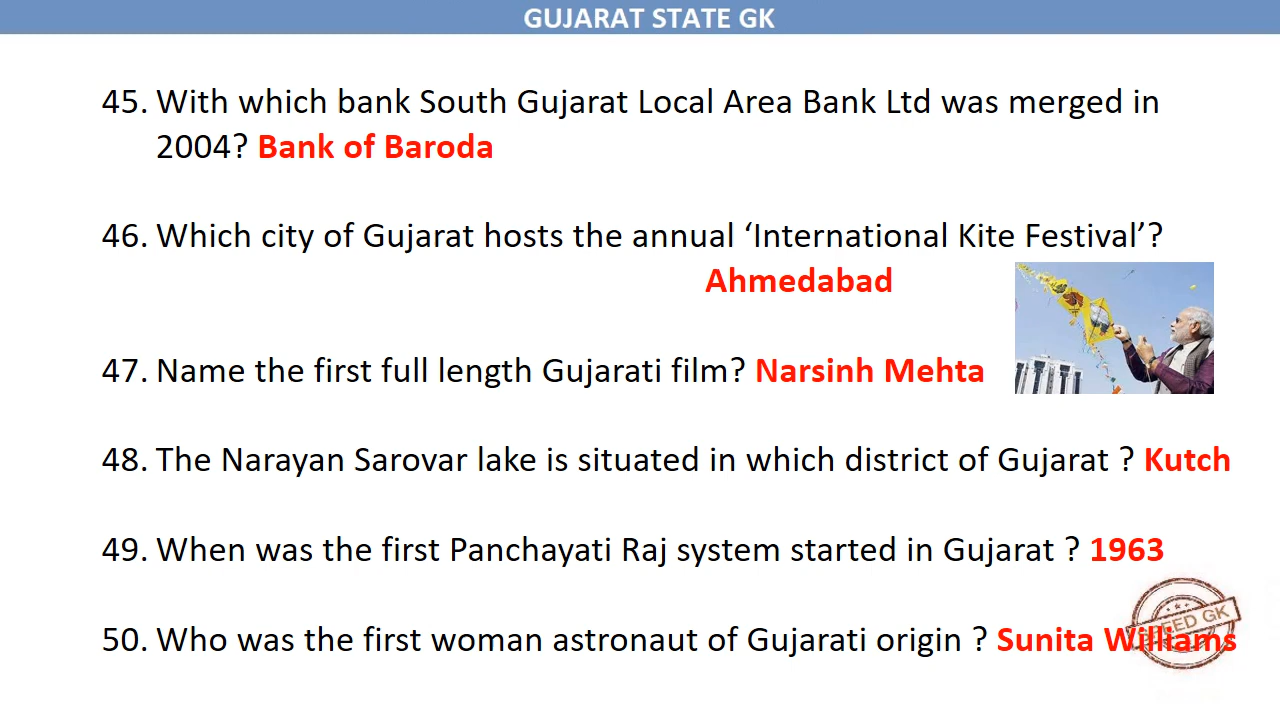 GUJARAT STATE GK
45. With which bank South Gujarat Local Area Bank Ltd was merged in
2004? Bank of Baroda
46. Which city of Gujarat hosts the annual ‘International Kite Festival’?
Ahmedabad
47. Name the first full length Gujarati film? Narsinh Mehta
48. The Narayan Sarovar lake is situated in which district of Gujarat ? Kutch
49. When was the first Panchayati Raj system started in Gujarat ? 1963
50. Who was the first woman astronaut of Gujarati origin ? Sunita Williams
SPEED GK